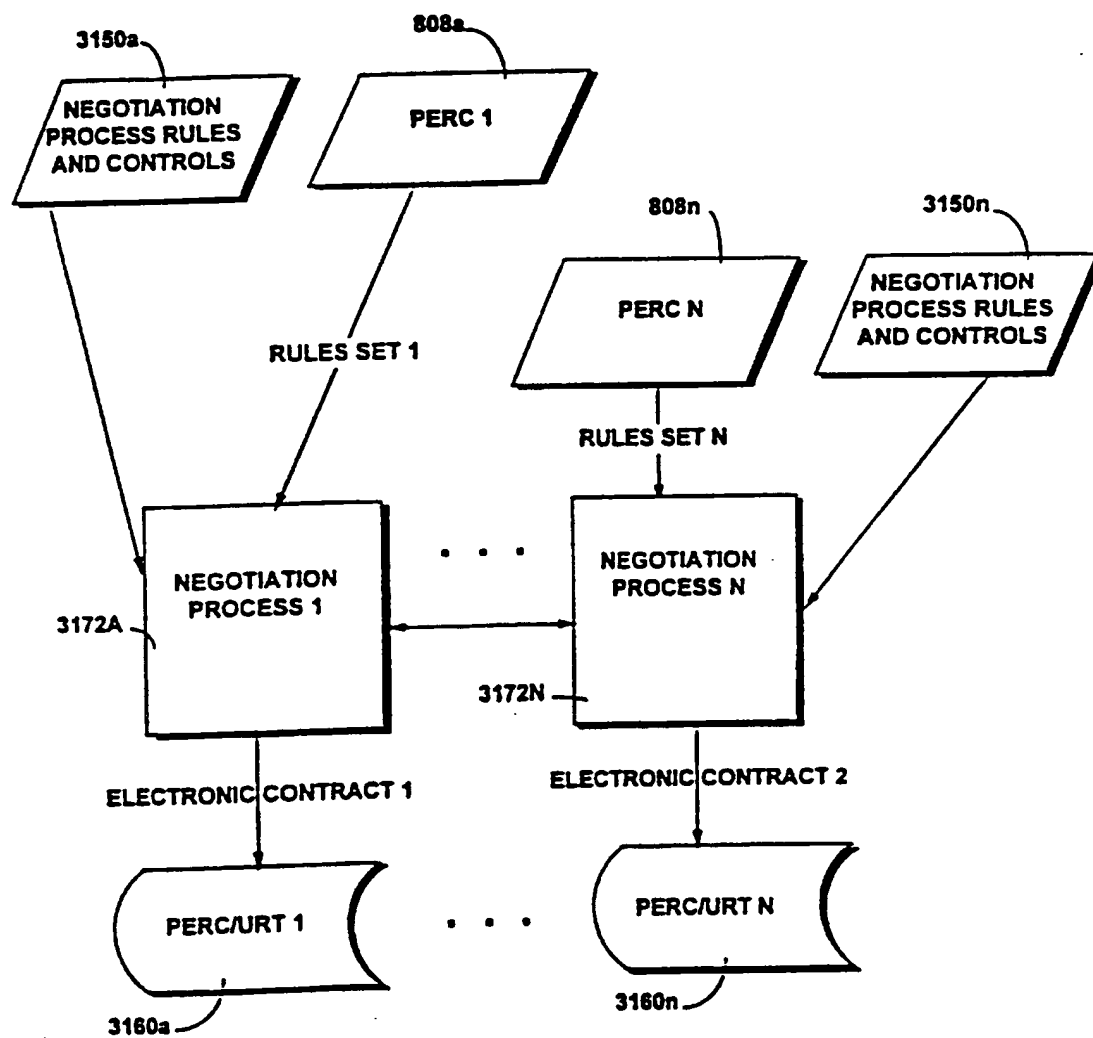 3150a
808a
NEGOTIATION
PROCESS RULES
AND CONTROLS
PERC 1
808n
3150n
PERC N
NEGOTIATION
PROCESS RULES
AND CONTROLS
RULES SET 1
RULES SET N
NEGOTIATION
PROCESS 1
. . .
NEGOTIATION
PROCESS N
3172A
3172N
ELECTRONIC CONTRACT 1
ELECTRONIC CONTRACT 2
PERC/URT 1
. . .
PERC/URT N
3160a
3160n